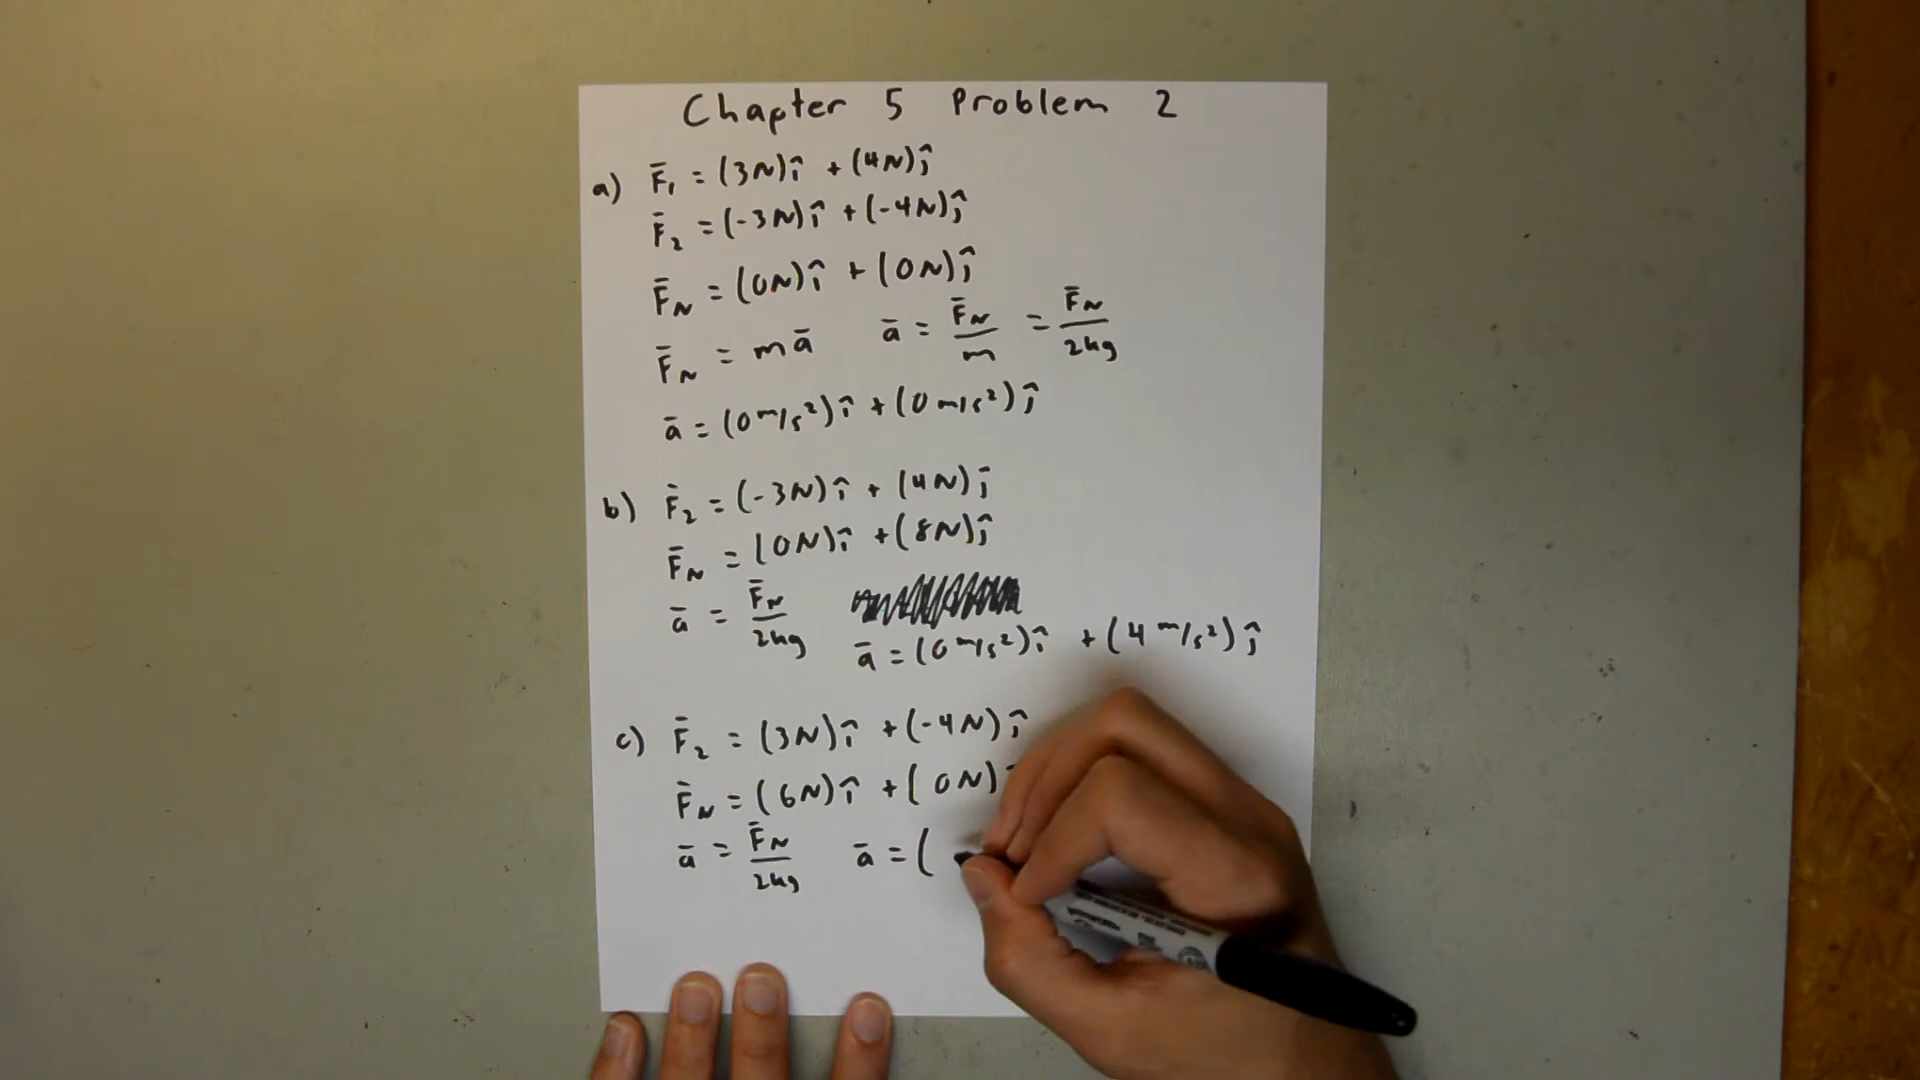 Chapter 5 Problem 2
a) F̄₁ = (3N)î + (4N)ĵ
F̄₂ = (-3N)î + (-4N)ĵ
F̄N = (0N)î + (0N)ĵ
F̄N = mā ā = F̄N/m = F̄N/2kg
ā = (0 m/s²)î + (0 m/s²)ĵ
b) F̄₂ = (-3N)î + (4N)ĵ
F̄N = (0N)î + (8N)ĵ
ā = F̄N/2kg
ā = (0 m/s²)î + (4 m/s²)ĵ
c) F̄₂ = (3N)î + (-4N)ĵ
F̄N = (6N)î + (0N)
ā = F̄N/2kg ā = (